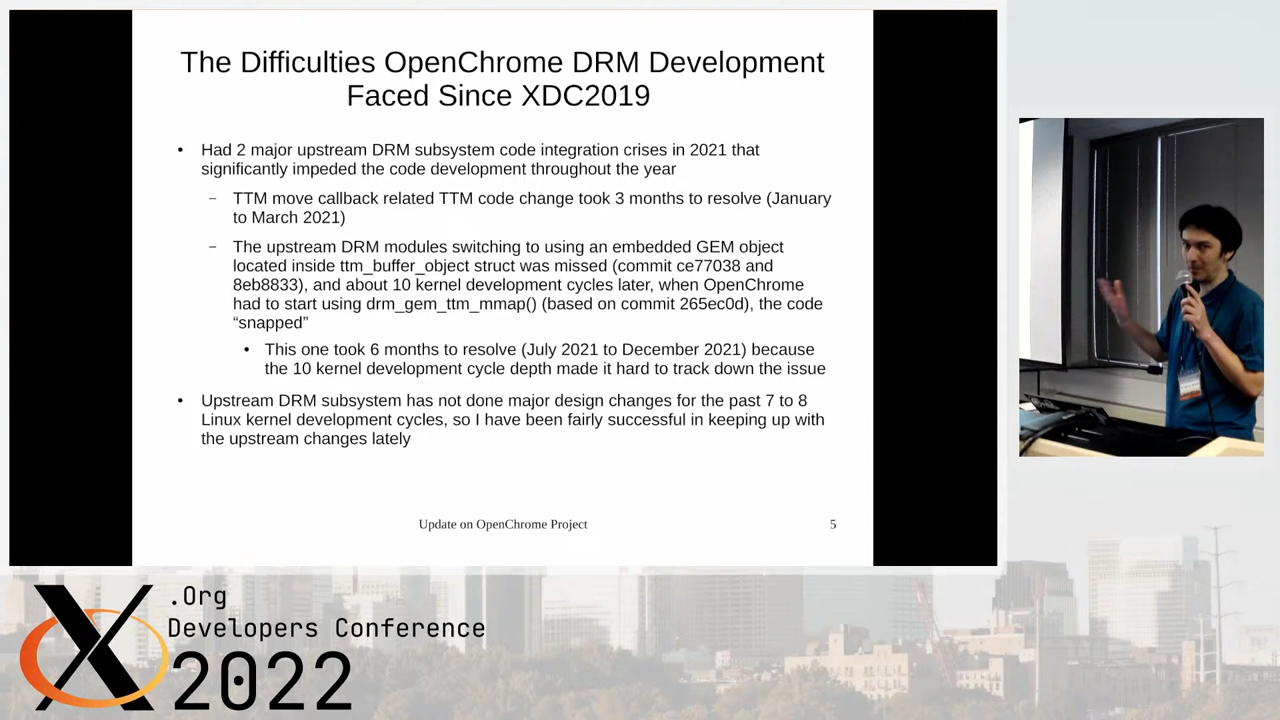 The Difficulties OpenChrome DRM Development
Faced Since XDC2019
• Had 2 major upstream DRM subsystem code integration crises in 2021 that
significantly impeded the code development throughout the year
– TTM move callback related TTM code change took 3 months to resolve (January
to March 2021)
– The upstream DRM modules switching to using an embedded GEM object
located inside ttm_buffer_object struct was missed (commit ce77038 and
8eb8833), and about 10 kernel development cycles later, when OpenChrome
had to start using drm_gem_ttm_mmap() (based on commit 265ec0d), the code
“snapped”
• This one took 6 months to resolve (July 2021 to December 2021) because
the 10 kernel development cycle depth made it hard to track down the issue
• Upstream DRM subsystem has not done major design changes for the past 7 to 8
Linux kernel development cycles, so I have been fairly successful in keeping up with
the upstream changes lately
Update on OpenChrome Project
5
X
.Org
Developers Conference
2022